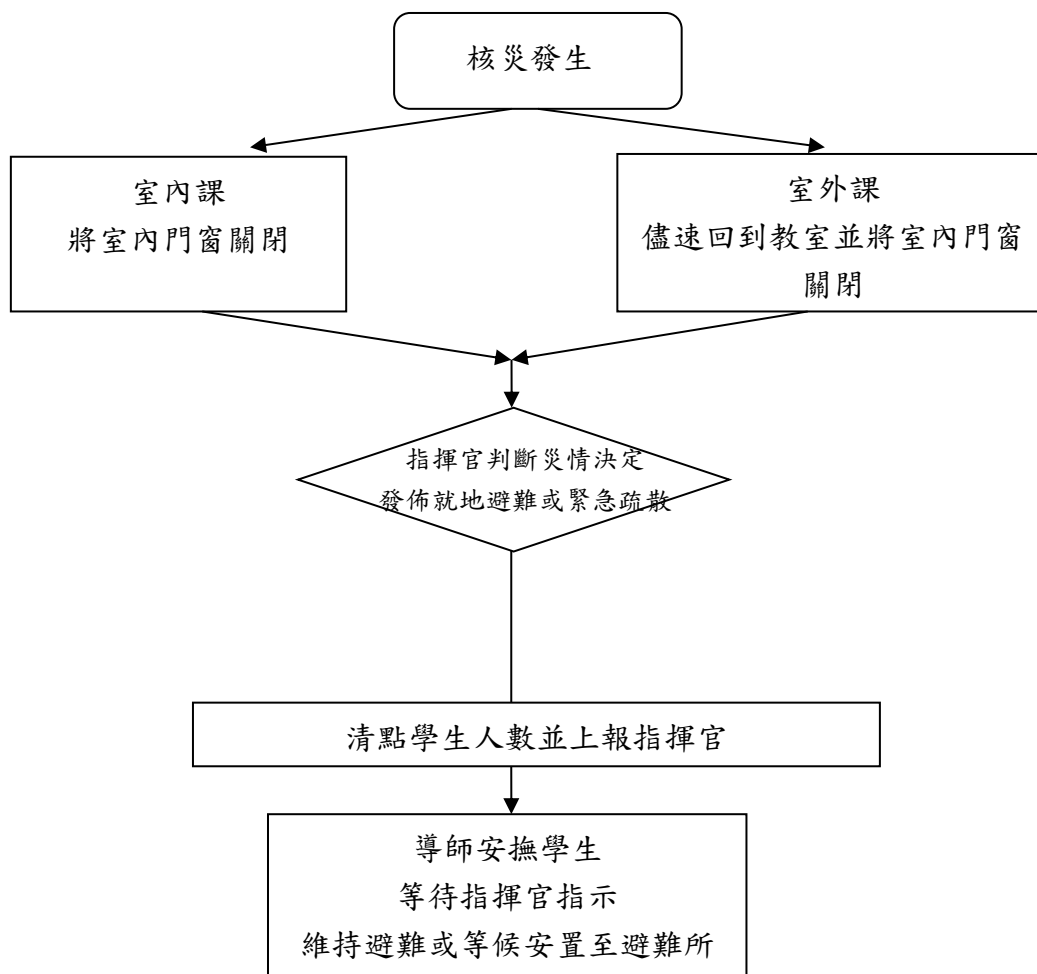 核災發生
室內課
將室內門窗關閉
室外課
儘速回到教室並將室內門窗
關閉
指揮官判斷災情決定
發佈就地避難或緊急疏散
清點學生人數並上報指揮官
導師安撫學生
等待指揮官指示
維持避難或等候安置至避難所